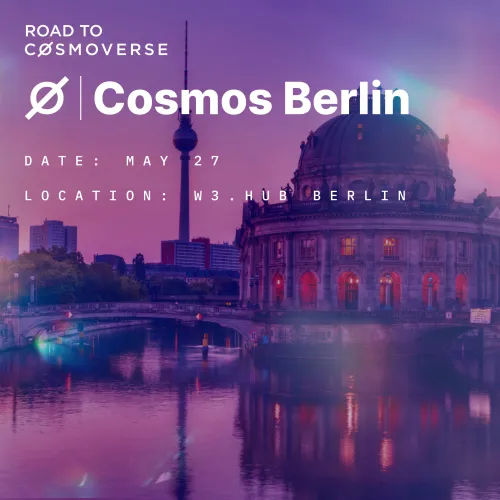 ROAD TO
CØSMOVERSE
Ø | Cosmos Berlin
DATE: MAY 27
LOCATION: W3.HUB BERLIN